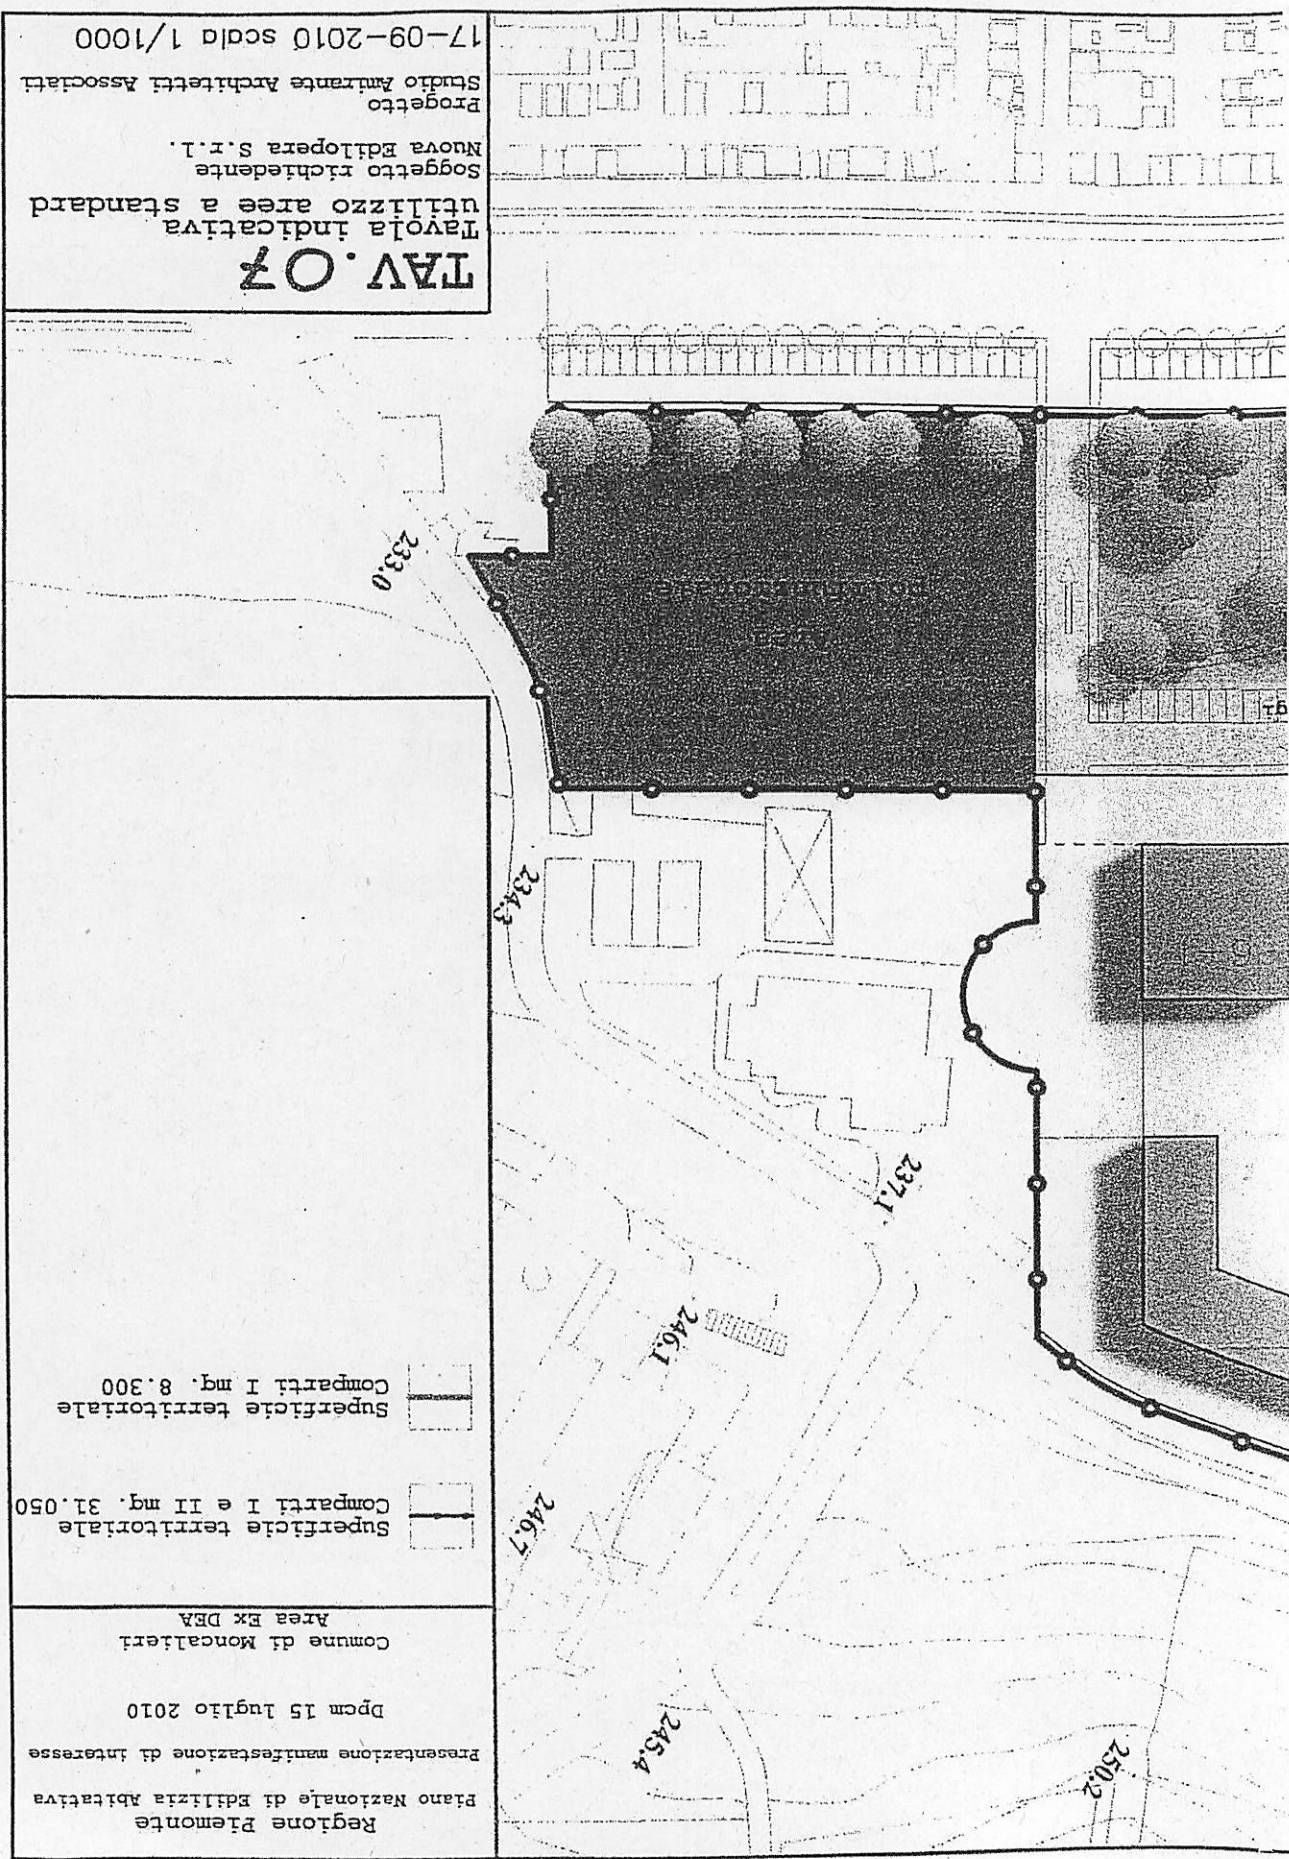 Regione Piemonte
Piano Nazionale di Edilizia Abitativa
Presentazione manifestazione di interesse
Dpcm 15 luglio 2010
Comune di Moncalieri
Area Ex DEA
Superficie territoriale
Comparti I e II mq. 31.050
Superficie territoriale
Comparti I mq. 8.300
TAV.07
Tavola indicativa
utilizzo aree a standard
Soggetto richiedente
Nuova Edilopera S.r.l.
Progetto
Studio Amirante Architetti Associati
17-09-2010 scala 1/1000
250.2
245.4
246.7
246.1
237.1
234.3
233.0
Area
polifunzionale